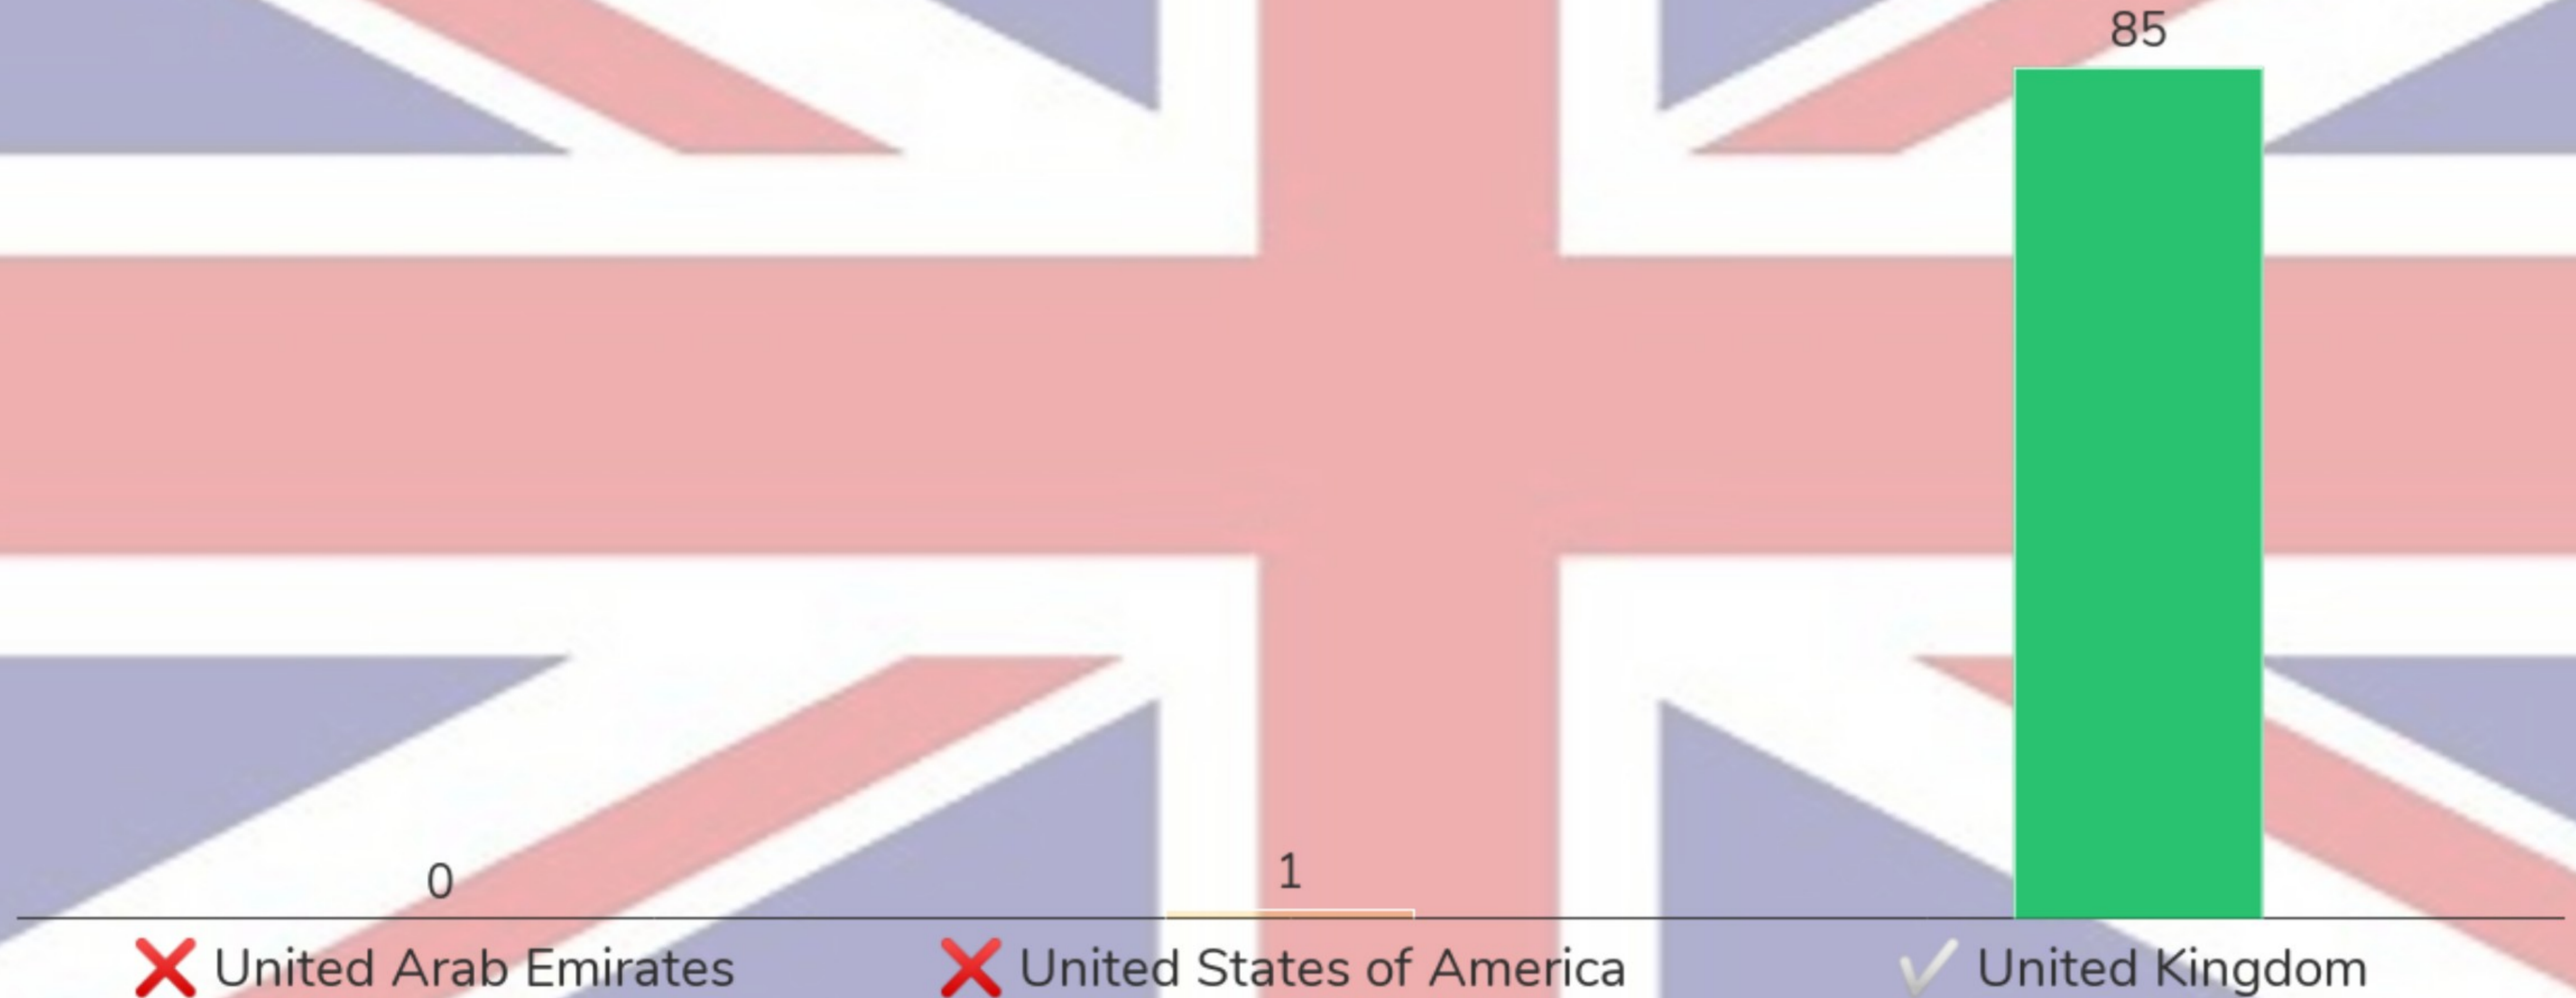 85
0
1
❌ United Arab Emirates
❌ United States of America
✔ United Kingdom